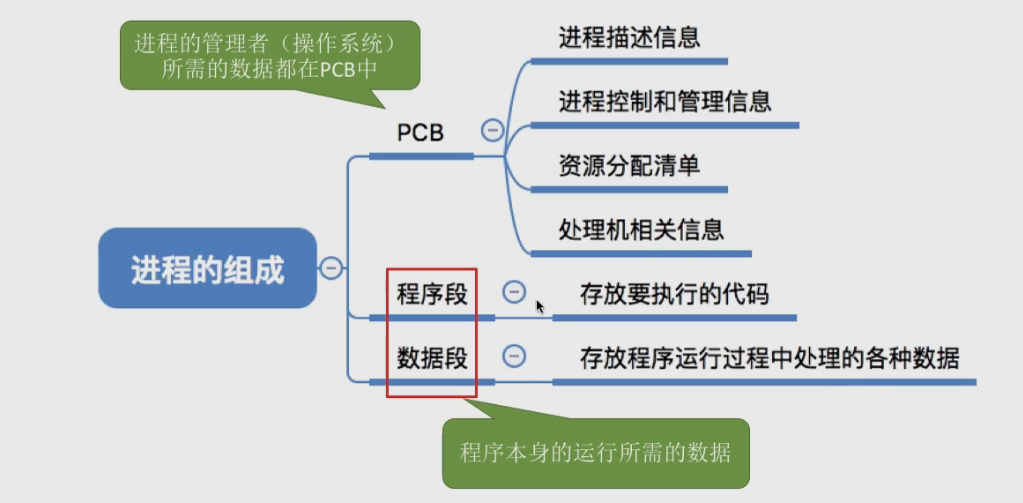 进程的管理者（操作系统）
所需的数据都在PCB中
进程描述信息
进程控制和管理信息
PCB
资源分配清单
处理机相关信息
进程的组成
程序段
存放要执行的代码
数据段
存放程序运行过程中处理的各种数据
程序本身的运行所需的数据